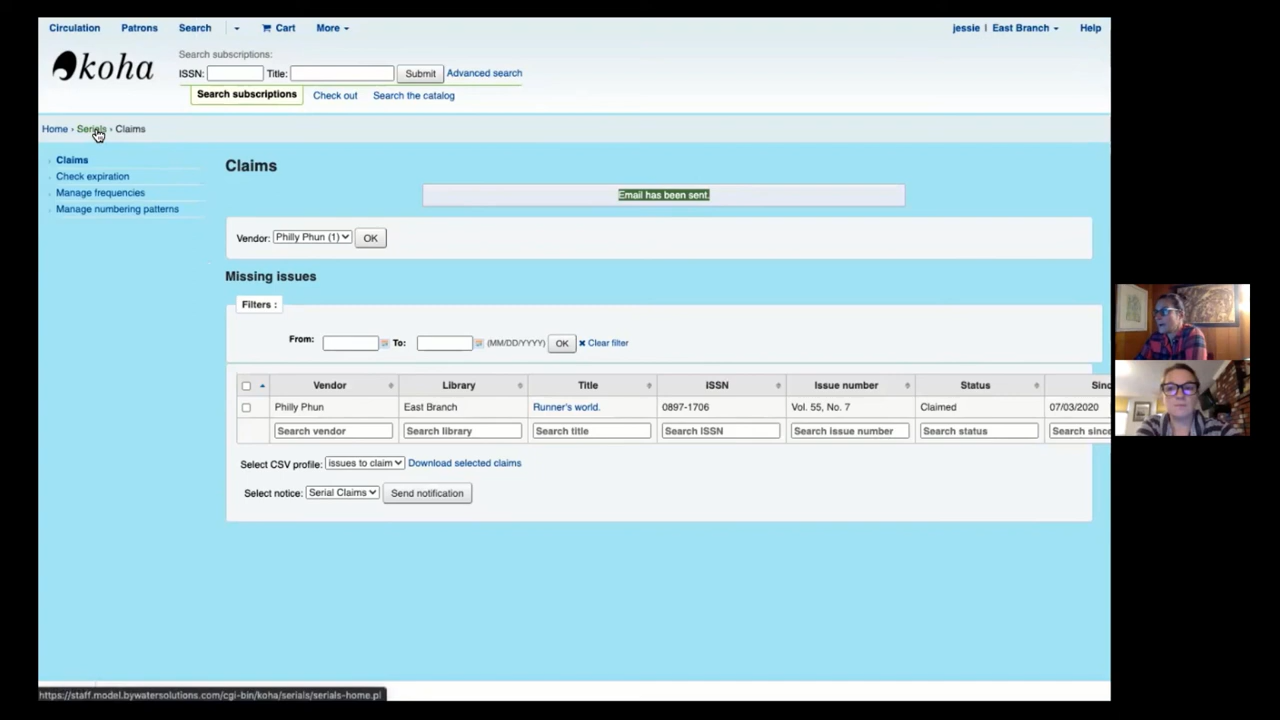 Circulation Patrons Search Cart More jessie | East Branch Help
koha
Search subscriptions:
ISSN: Title: Submit Advanced search
Search subscriptions Check out Search the catalog
Home › Serials › Claims
Claims
Check expiration
Manage frequencies
Manage numbering patterns
Claims
Email has been sent.
Vendor: Philly Phun (1) OK
Missing issues
Filters :
From: To: (MM/DD/YYYY) OK ✖ Clear filter
Vendor Library Title ISSN Issue number Status Sinc
Philly Phun East Branch Runner's world. 0897-1706 Vol. 55, No. 7 Claimed 07/03/2020
Search vendor Search library Search title Search ISSN Search issue number Search status Search since
Select CSV profile: issues to claim Download selected claims
Select notice: Serial Claims Send notification
https://staff.model.bywatersolutions.com/cgi-bin/koha/serials/serials-home.pl